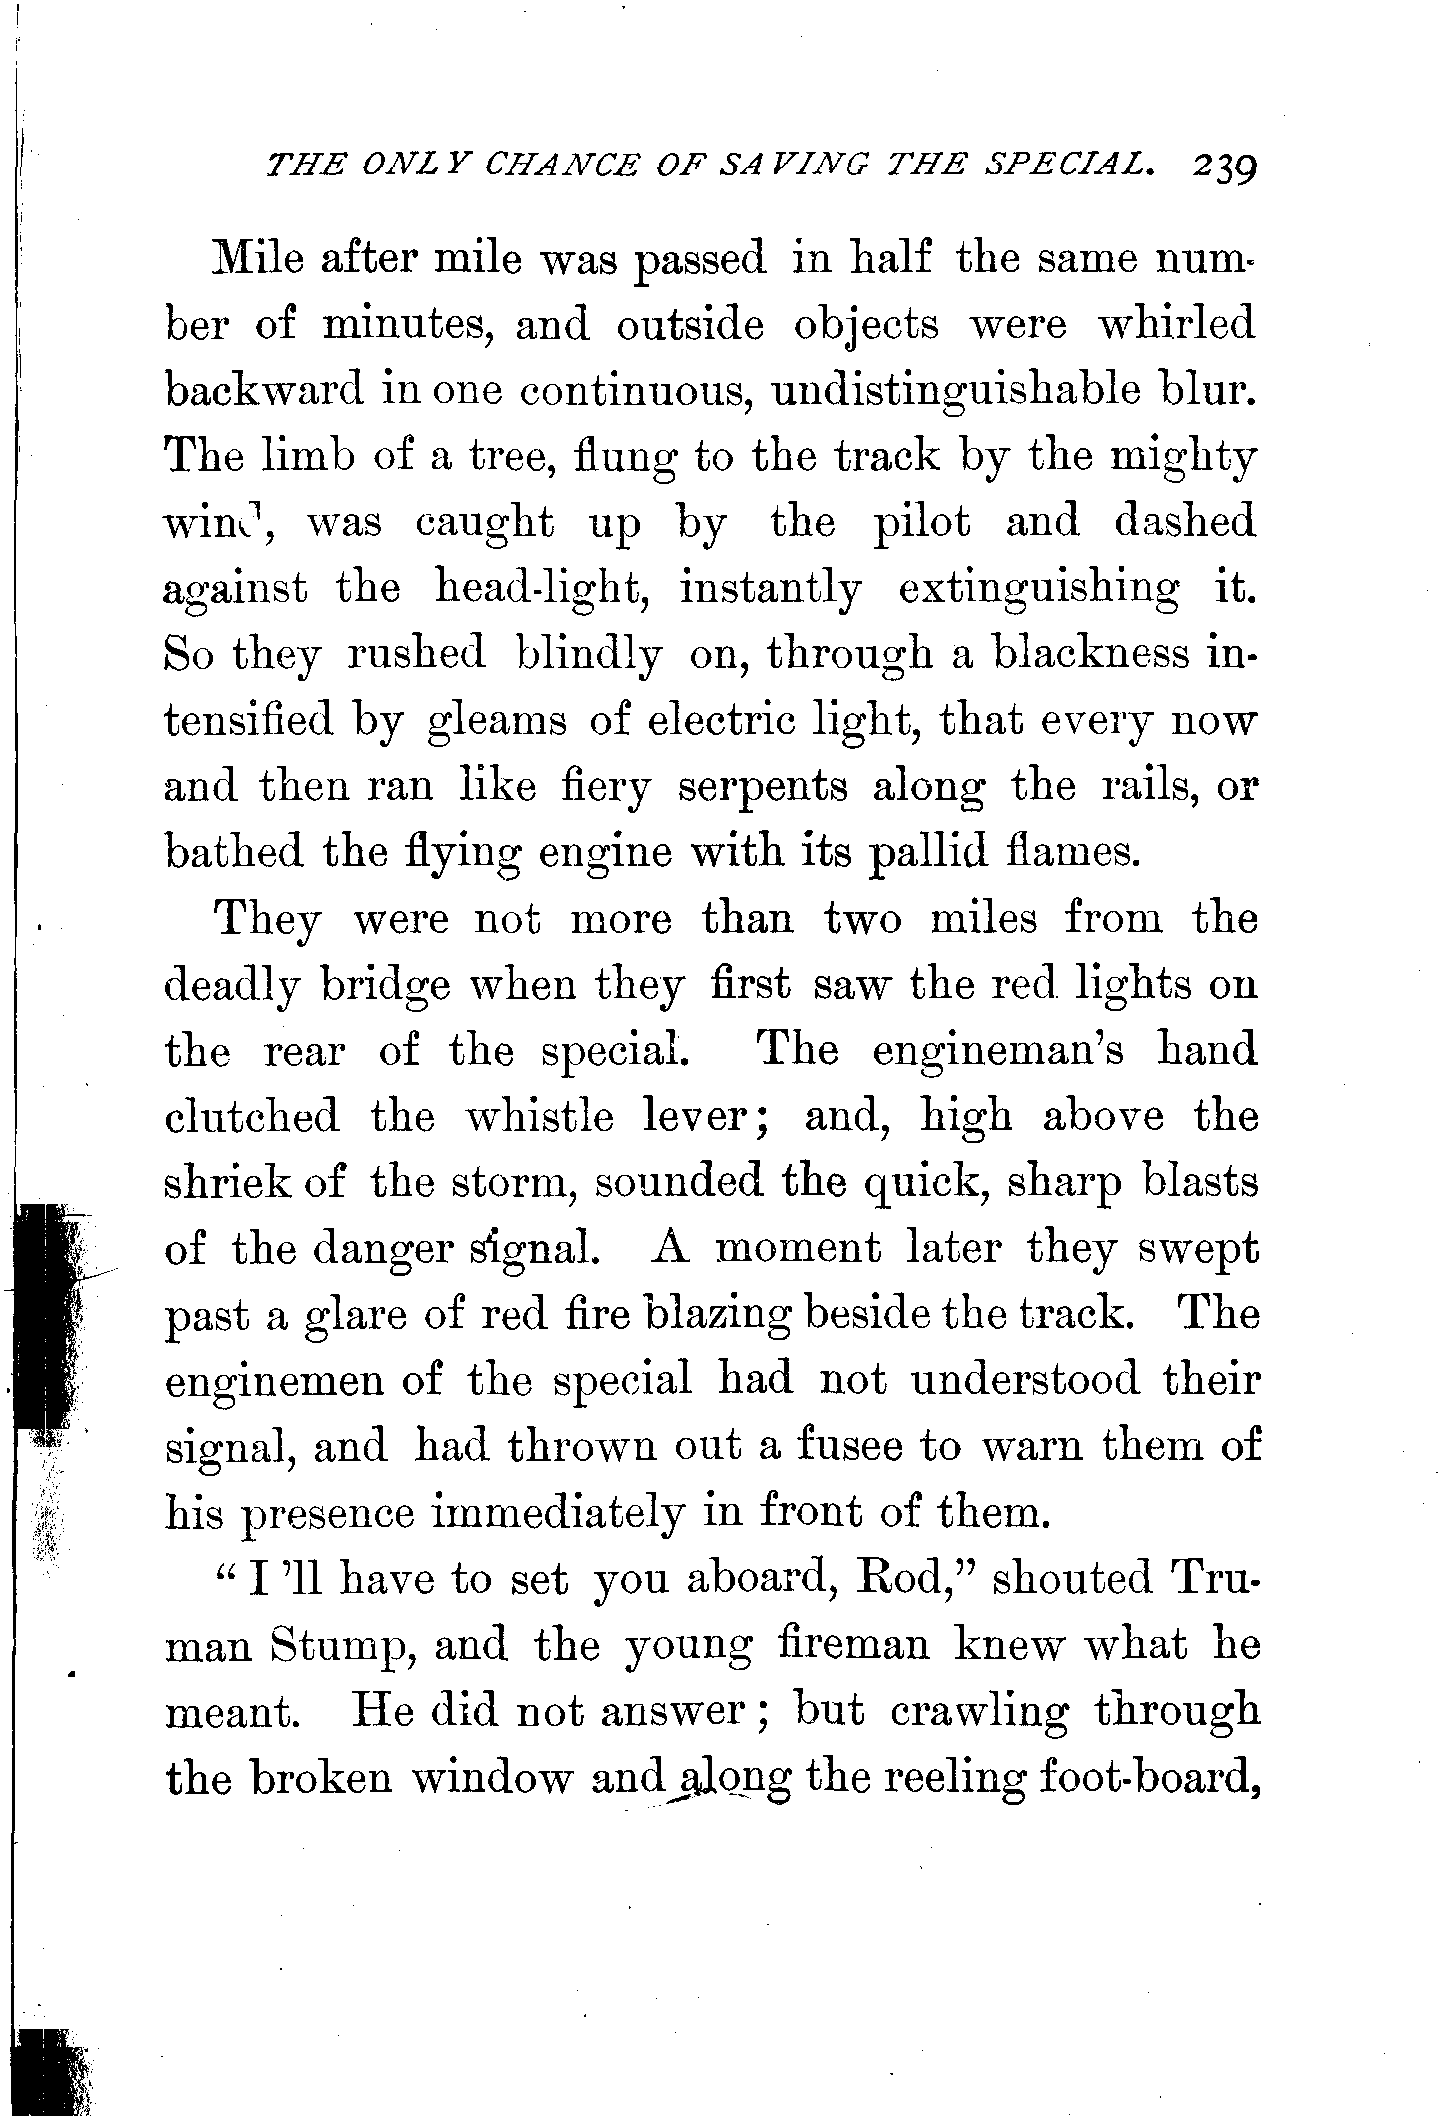 THE ONLY CHANCE OF SAVING THE SPECIAL. 239
Mile after mile was passed in half the same num-
ber of minutes, and outside objects were whirled
backward in one continuous, undistinguishable blur.
The limb of a tree, flung to the track by the mighty
wind, was caught up by the pilot and dashed
against the head-light, instantly extinguishing it.
So they rushed blindly on, through a blackness in-
tensified by gleams of electric light, that every now
and then ran like fiery serpents along the rails, or
bathed the flying engine with its pallid flames.
They were not more than two miles from the
deadly bridge when they first saw the red lights on
the rear of the special. The engineman's hand
clutched the whistle lever; and, high above the
shriek of the storm, sounded the quick, sharp blasts
of the danger signal. A moment later they swept
past a glare of red fire blazing beside the track. The
enginemen of the special had not understood their
signal, and had thrown out a fusee to warn them of
his presence immediately in front of them.
"I 'll have to set you aboard, Rod," shouted Tru-
man Stump, and the young fireman knew what he
meant. He did not answer; but crawling through
the broken window and along the reeling foot-board,